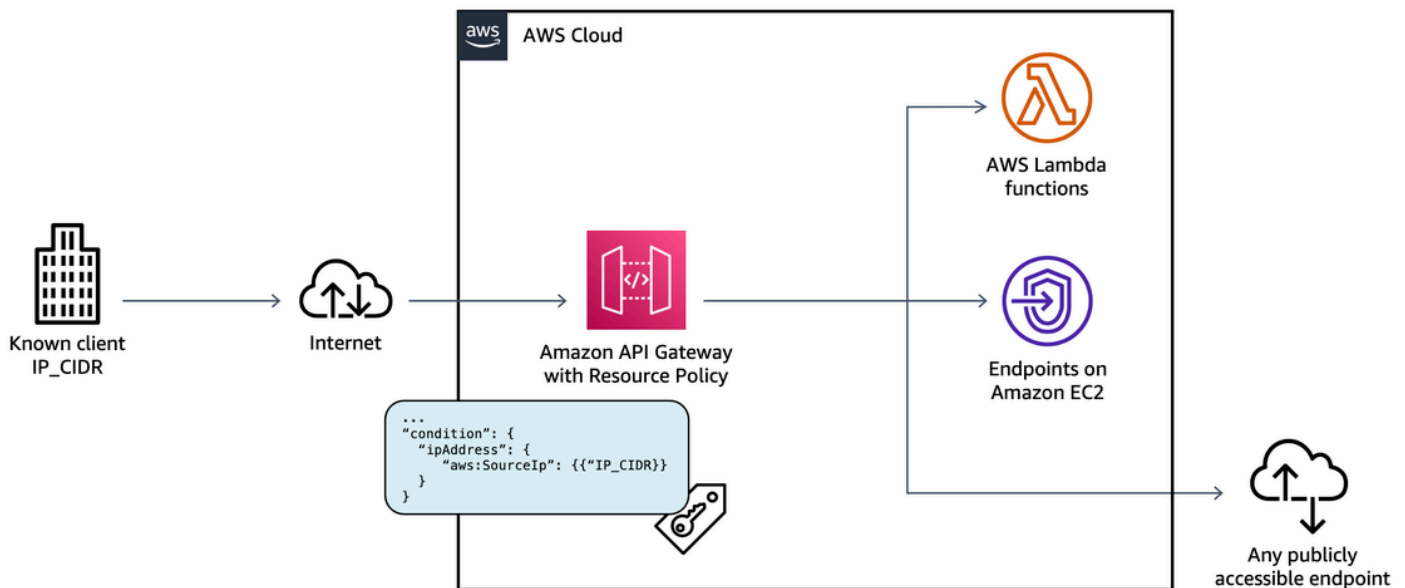 aws
AWS Cloud
AWS Lambda
functions
Known client
IP_CIDR
Internet
</>
Amazon API Gateway
with Resource Policy
Endpoints on
Amazon EC2
...
“condition”: {
“ipAddress”: {
“aws:SourceIp”: {{“IP_CIDR}}
}
}
Any publicly
accessible endpoint